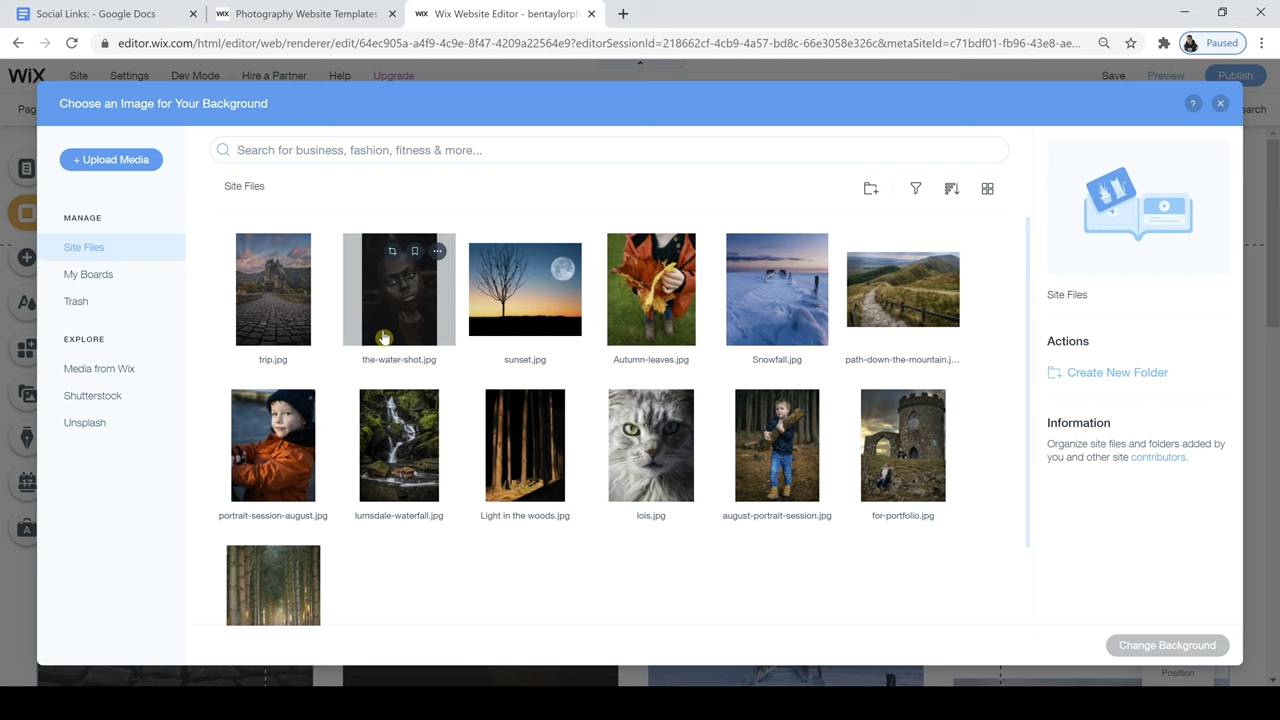 Social Links: - Google Docs
Photography Website Templates
Wix Website Editor - bentaylorph
editor.wix.com/html/editor/web/renderer/edit/64ec905a-a4f9-4c9e-8f47-4209a22564e9?editorSessionId=218662cf-4cb9-4a57-bd8c-66e3058e326c&metaSiteId=c71bdf01-fb96-43e8-ae...
Paused
WiX Site Settings Dev Mode Hire a Partner Help Upgrade Save Preview Publish
Choose an Image for Your Background
+ Upload Media
Search for business, fashion, fitness & more...
Site Files
MANAGE
Site Files
My Boards
Trash
EXPLORE
Media from Wix
Shutterstock
Unsplash
trip.jpg
the-water-shot.jpg
sunset.jpg
Autumn-leaves.jpg
Snowfall.jpg
path-down-the-mountain.j...
portrait-session-august.jpg
lumsdale-waterfall.jpg
Light in the woods.jpg
lois.jpg
august-portrait-session.jpg
for-portfolio.jpg
Site Files
Actions
Create New Folder
Information
Organize site files and folders added by
you and other site contributors.
Change Background
Position